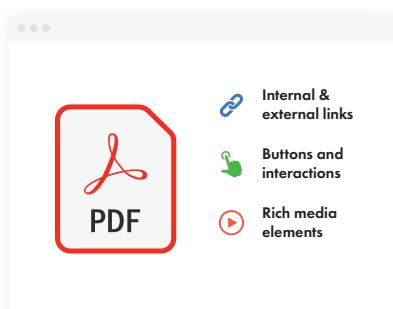 PDF
Internal &
external links
Buttons and
interactions
Rich media
elements